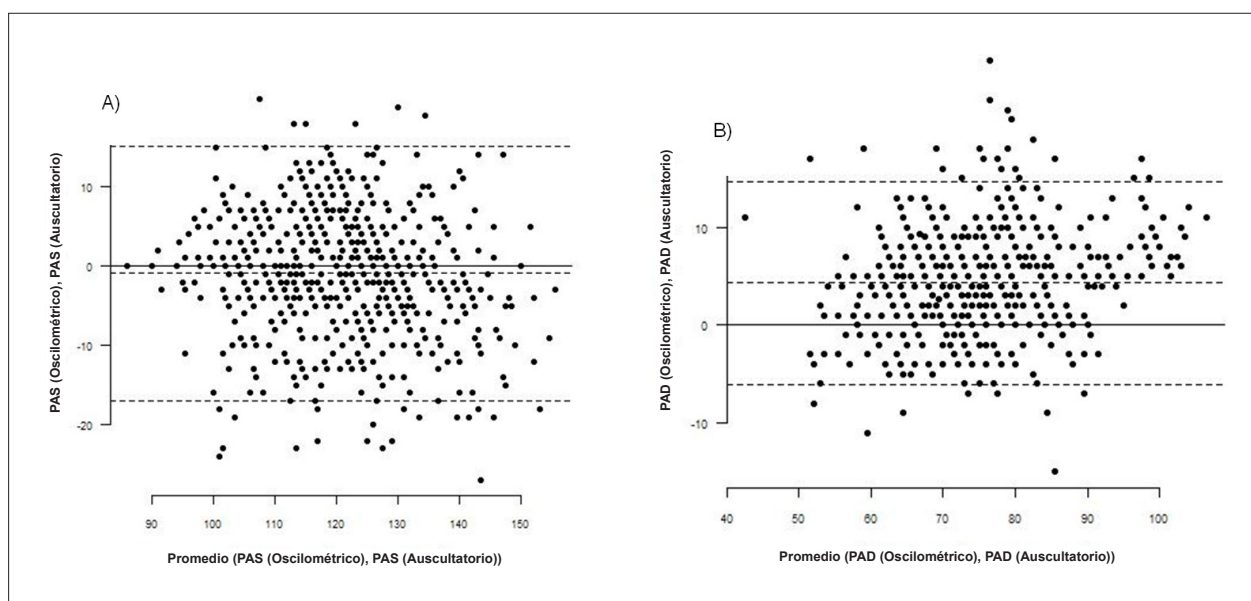 A)
PAS (Oscilométrico), PAS (Auscultatorio)
10
0
-10
-20
90 100 110 120 130 140 150
Promedio (PAS (Oscilométrico), PAS (Auscultatorio))
B)
PAD (Oscilométrico), PAD (Auscultatorio)
10
0
-10
40 50 60 70 80 90 100
Promedio (PAD (Oscilométrico), PAD (Auscultatorio))